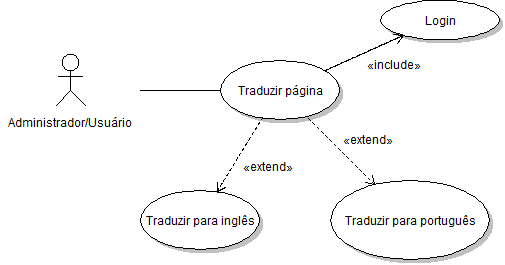 Login
«include»
Traduzir página
Administrador/Usuário
«extend»
«extend»
Traduzir para inglês
Traduzir para português